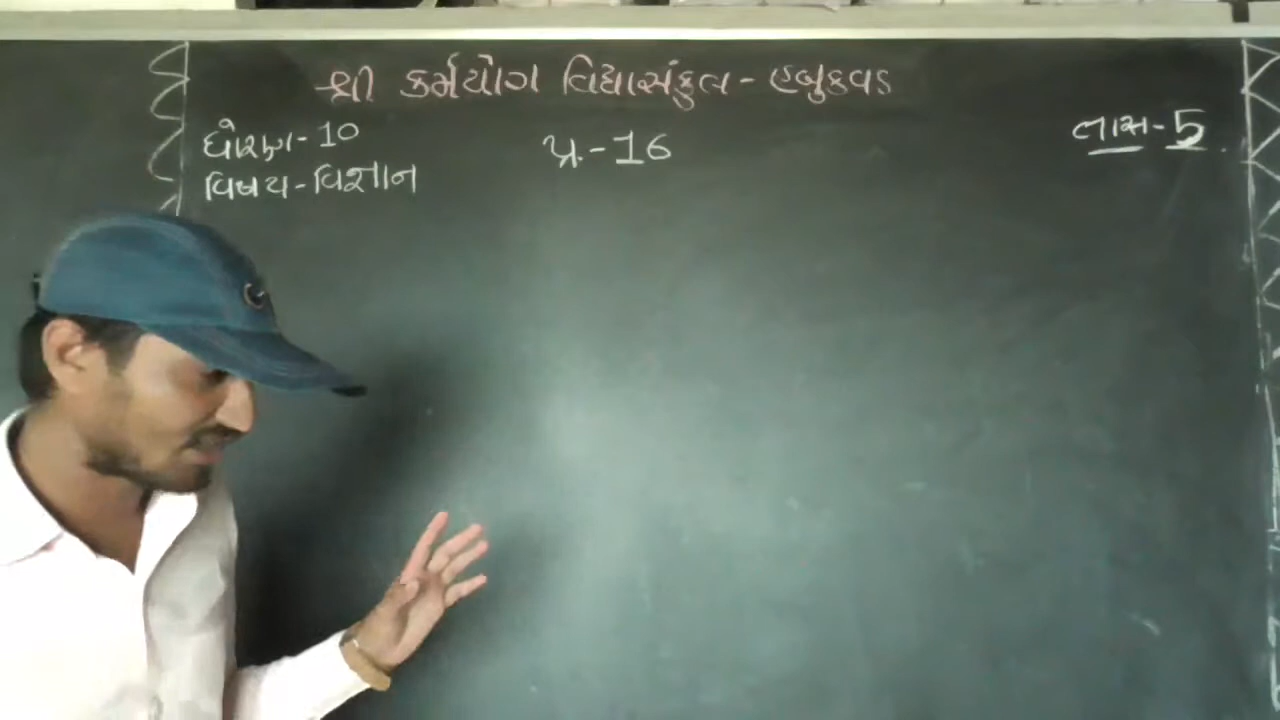 શ્રી કર્મયોગ વિદ્યાસંકુલ - હબુકવડ
ધોરણ - 10
પ્ર. - 16
તાસ - 5
વિષય - વિજ્ઞાન